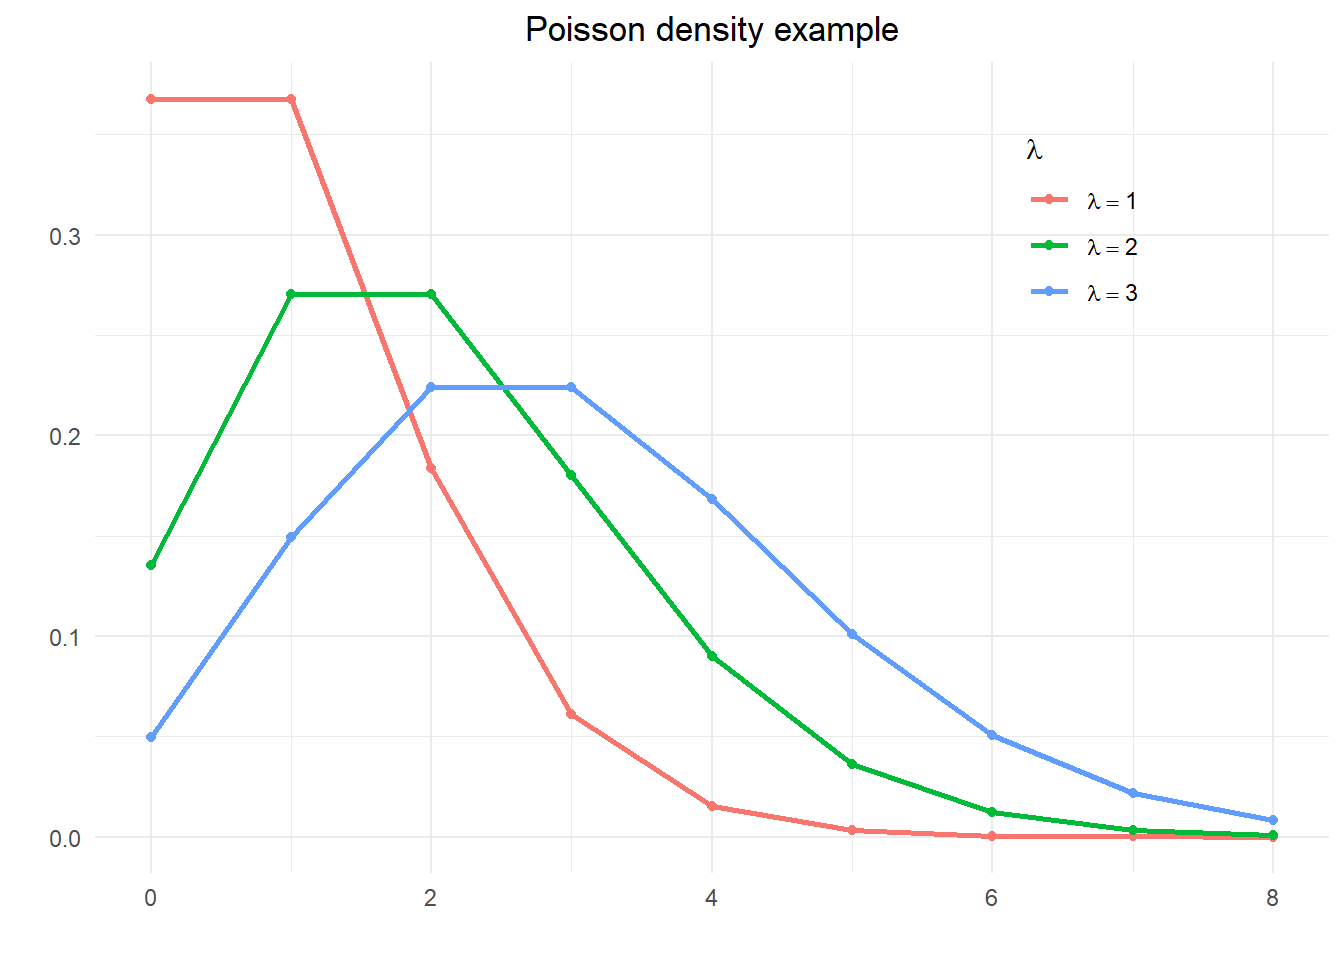 Poisson density example
λ
λ = 1
λ = 2
λ = 3
0.3
0.2
0.1
0.0
0 2 4 6 8